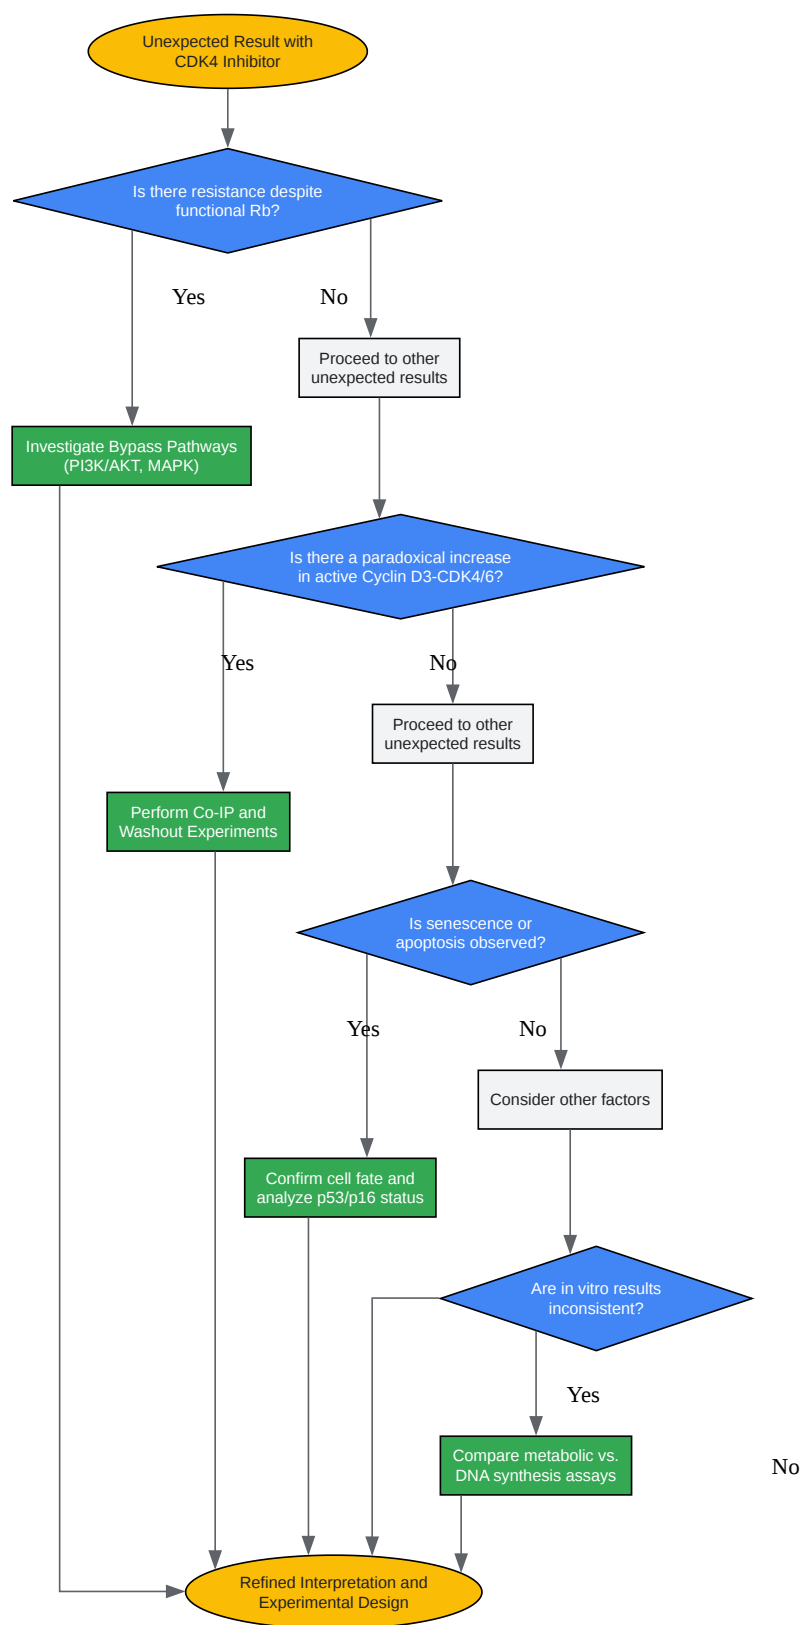 Unexpected Result with
CDK4 Inhibitor
Is there resistance despite
functional Rb?
Yes
No
Proceed to other
unexpected results
Investigate Bypass Pathways
(PI3K/AKT, MAPK)
Is there a paradoxical increase
in active Cyclin D3-CDK4/6?
Yes
No
Proceed to other
unexpected results
Perform Co-IP and
Washout Experiments
Is senescence or
apoptosis observed?
Yes
No
Consider other factors
Confirm cell fate and
analyze p53/p16 status
Are in vitro results
inconsistent?
Yes
Compare metabolic vs.
DNA synthesis assays
No
Refined Interpretation and
Experimental Design